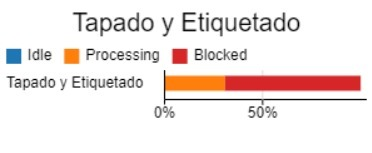 Tapado y Etiquetado
Idle Processing Blocked
Tapado y Etiquetado
0% 50%